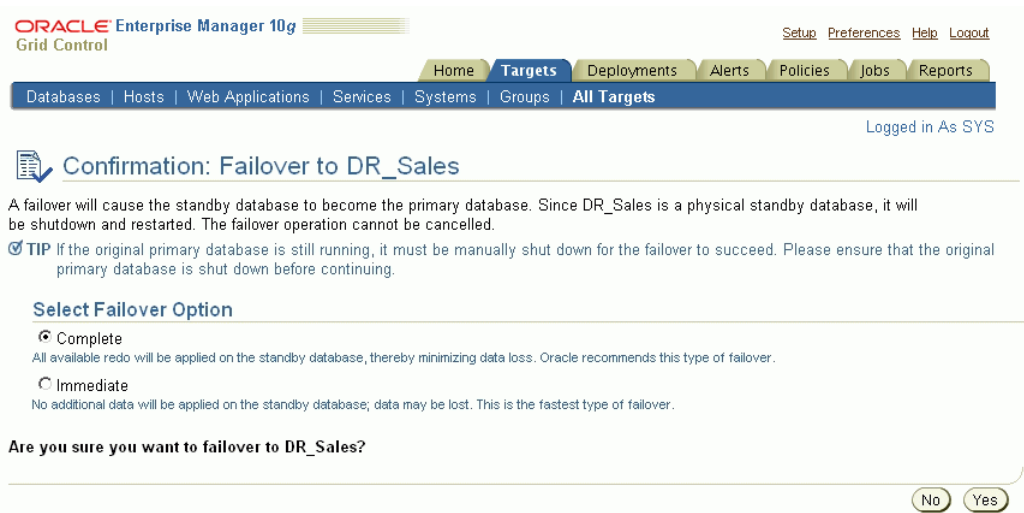 ORACLE Enterprise Manager 10g
Grid Control
Setup Preferences Help Logout
Home Targets Deployments Alerts Policies Jobs Reports
Databases | Hosts | Web Applications | Services | Systems | Groups | All Targets
Logged in As SYS
Confirmation: Failover to DR_Sales
A failover will cause the standby database to become the primary database. Since DR_Sales is a physical standby database, it will
be shutdown and restarted. The failover operation cannot be cancelled.
TIP If the original primary database is still running, it must be manually shut down for the failover to succeed. Please ensure that the original
primary database is shut down before continuing.
Select Failover Option
Complete
All available redo will be applied on the standby database, thereby minimizing data loss. Oracle recommends this type of failover.
Immediate
No additional data will be applied on the standby database; data may be lost. This is the fastest type of failover.
Are you sure you want to failover to DR_Sales?
No Yes